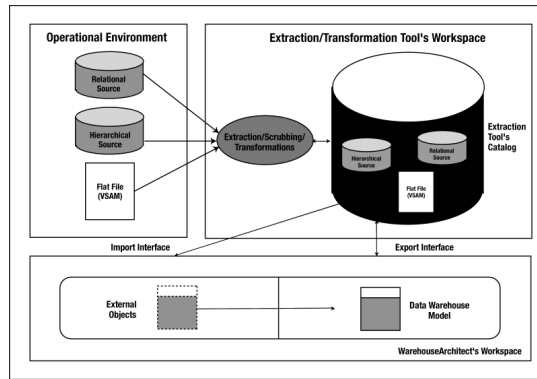 Operational Environment
Extraction/Transformation Tool's Workspace
Relational
Source
Hierarchical
Source
Flat File
(VSAM)
Extraction/Scrubbing/
Transformations
Hierarchical
Source
Relational
Source
Flat File
(VSAM)
Extraction
Tool's
Catalog
Import Interface
Export Interface
External
Objects
Data Warehouse
Model
WarehouseArchitect's Workspace